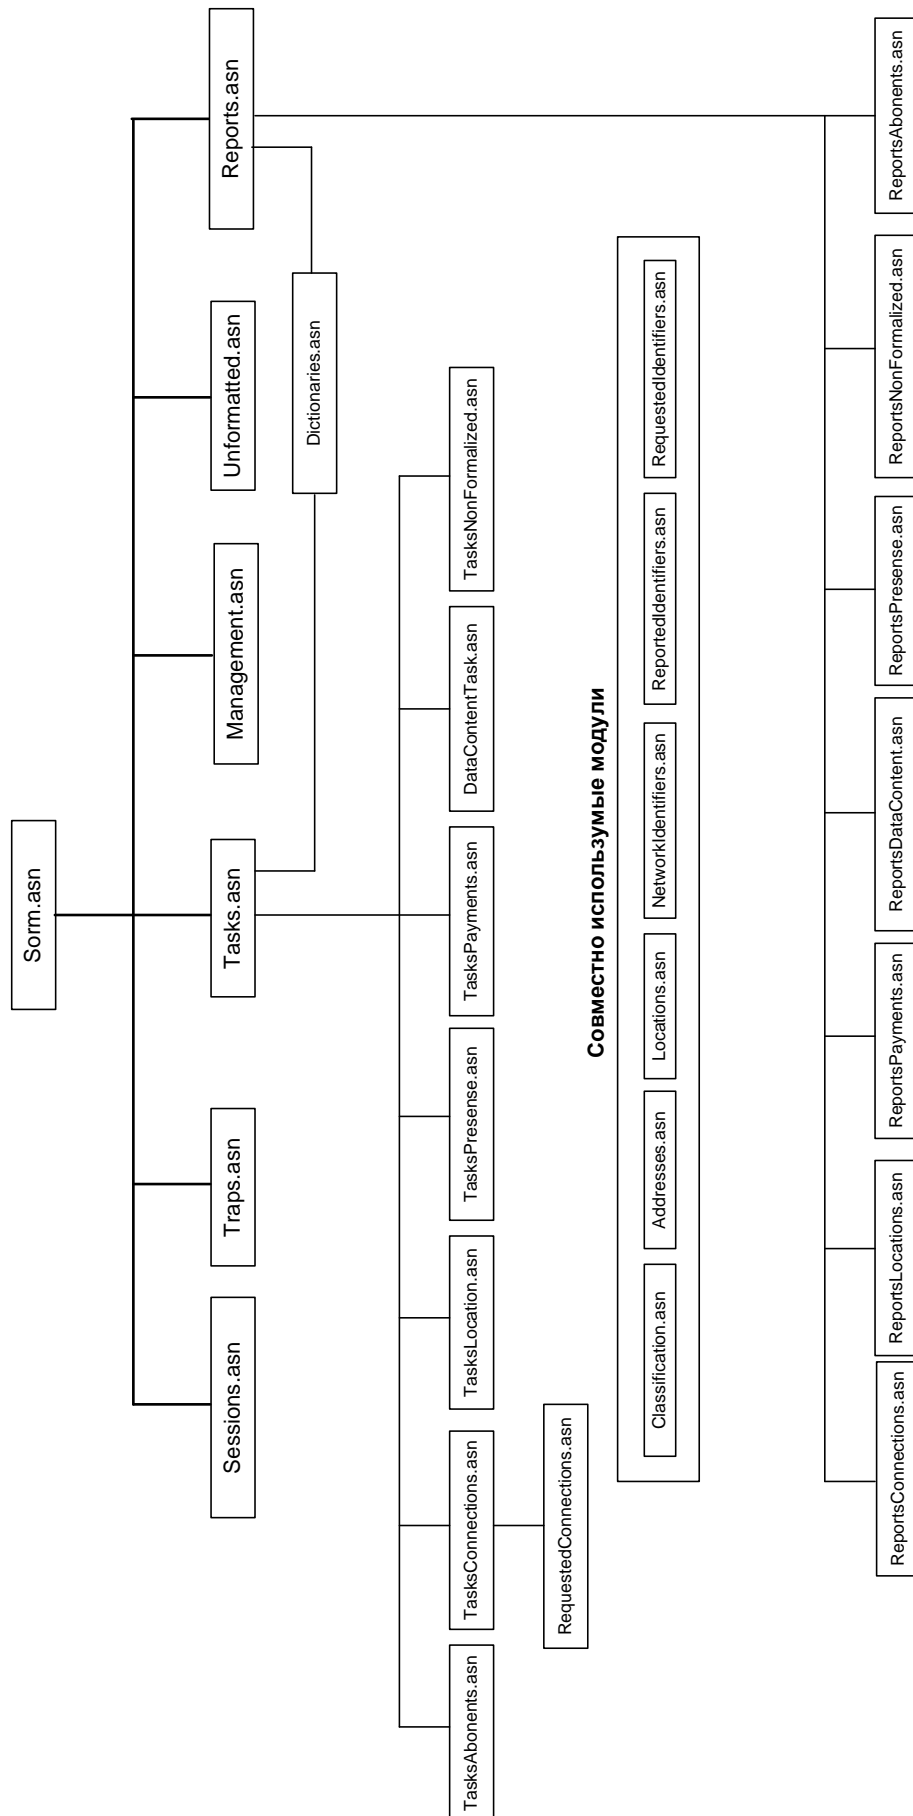 Sorm.asn
Sessions.asn
Traps.asn
Tasks.asn
Management.asn
Unformatted.asn
Reports.asn
Dictionaries.asn
TasksAbonents.asn
TasksConnections.asn
TasksLocation.asn
TasksPresense.asn
TasksPayments.asn
DataContentTask.asn
TasksNonFormalized.asn
RequestedConnections.asn
Совместно использумые модули
Classification.asn
Addresses.asn
Locations.asn
NetworkIdentifiers.asn
ReportedIdentifiers.asn
RequestedIdentifiers.asn
ReportsConnections.asn
ReportsLocations.asn
ReportsPayments.asn
ReportsDataContent.asn
ReportsPresense.asn
ReportsNonFormalized.asn
ReportsAbonents.asn